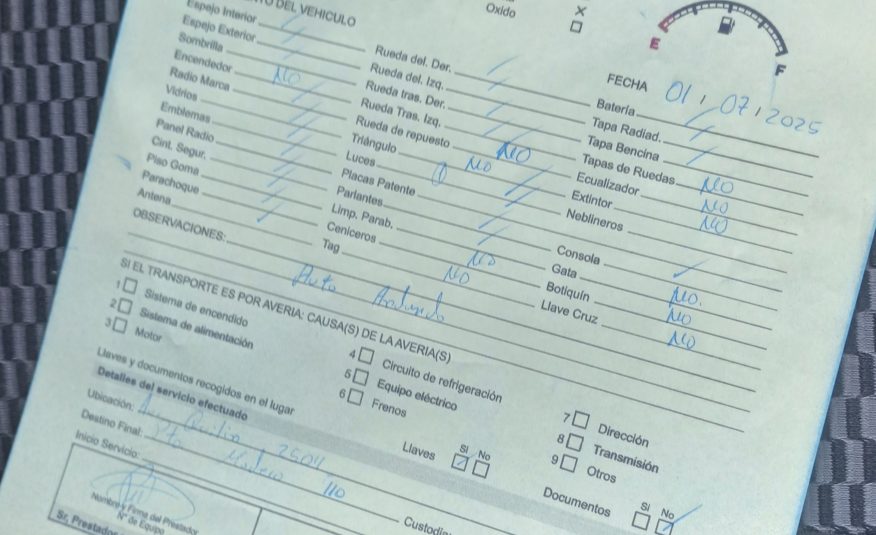 TO DEL VEHICULO
Oxido
X
E
F
FECHA 01 / 07 / 2025
Espejo Interior
Espejo Exterior
Sombrilla
Encendedor NO
Radio Marca
Vidrios
Emblemas
Panel Radio
Cint. Segur.
Piso Goma
Parachoque
Antena
Rueda del. Der.
Rueda del. Izq.
Rueda tras. Der.
Rueda Tras. Izq.
Rueda de repuesto NO
Triángulo NO
Luces
Placas Patente
Parlantes
Limp. Parab.
Ceniceros NO
Tag NO
Batería
Tapa Radiad.
Tapa Bencina
Tapas de Ruedas NO
Ecualizador NO
Extintor NO
Neblineros
Consola
Gata NO.
Botiquín NO
Llave Cruz NO
OBSERVACIONES:
Auto
SI EL TRANSPORTE ES POR AVERIA: CAUSA(S) DE LA AVERIA(S)
1 Sistema de encendido
2 Sistema de alimentación
3 Motor
4 Circuito de refrigeración
5 Equipo eléctrico
6 Frenos
7 Dirección
8 Transmisión
9 Otros
Llaves y documentos recogidos en el lugar
Llaves Si No
Documentos Si No
Detalles del servicio efectuado
Ubicación: 2504
Destino Final: Pto 110
Inicio Servicio:
Nombre y Firma del Prestador
N° de Equipo
Sr. Prestador
Custodia